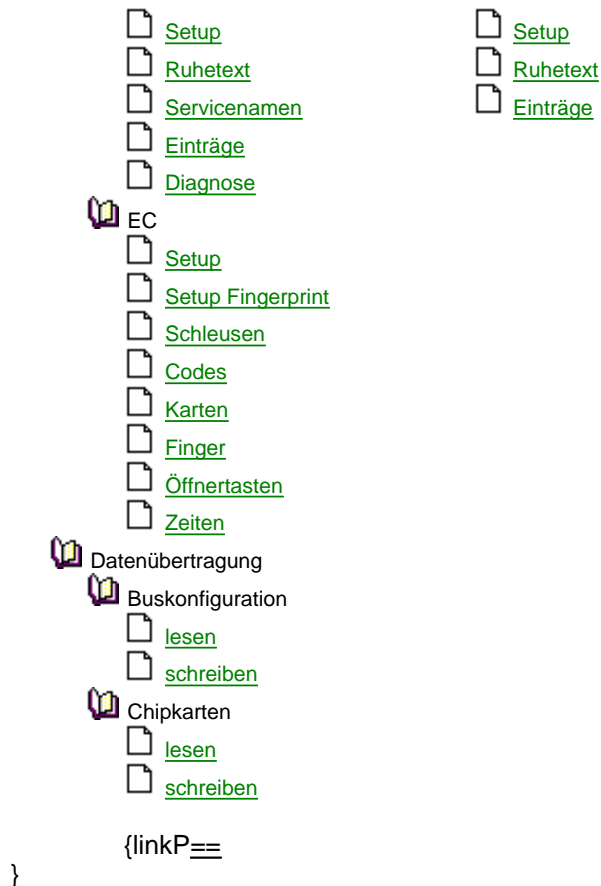 Setup
Ruhetext
Servicenamen
Einträge
Diagnose
EC
Setup
Setup Fingerprint
Schleusen
Codes
Karten
Finger
Öffnertasten
Zeiten
Datenübertragung
Buskonfiguration
lesen
schreiben
Chipkarten
lesen
schreiben
{linkP==
}
Setup
Ruhetext
Einträge